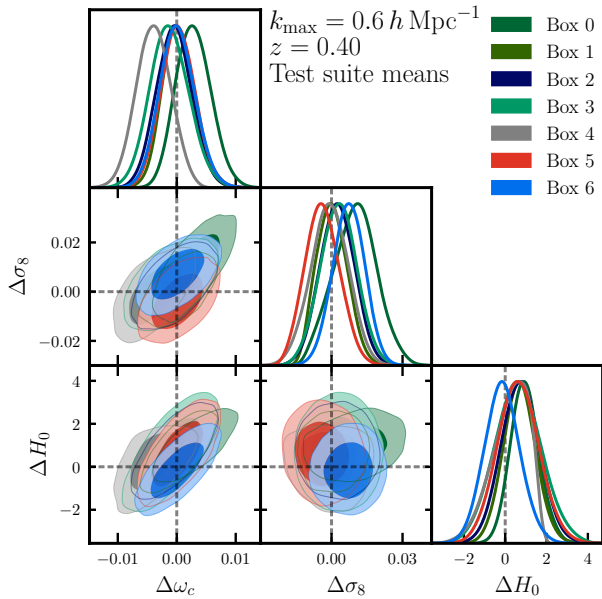 k_max = 0.6 h Mpc⁻¹
z = 0.40
Test suite means
Box 0
Box 1
Box 2
Box 3
Box 4
Box 5
Box 6
Δσ₈
0.02
0.00
−0.02
ΔH₀
4
2
0
−2
−0.01 0.00 0.01
0.00 0.03
−2 0 2 4
Δω_c
Δσ₈
ΔH₀